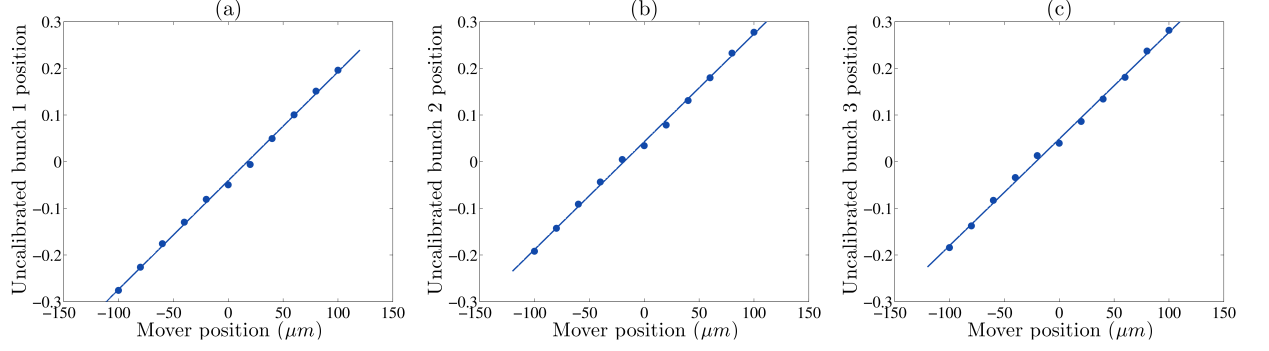 (a)
Uncalibrated bunch 1 position
0.3
0.2
0.1
0
−0.1
−0.2
−0.3
−150 −100 −50 0 50 100 150
Mover position (μm)
(b)
Uncalibrated bunch 2 position
0.3
0.2
0.1
0
−0.1
−0.2
−0.3
−150 −100 −50 0 50 100 150
Mover position (μm)
(c)
Uncalibrated bunch 3 position
0.3
0.2
0.1
0
−0.1
−0.2
−0.3
−150 −100 −50 0 50 100 150
Mover position (μm)